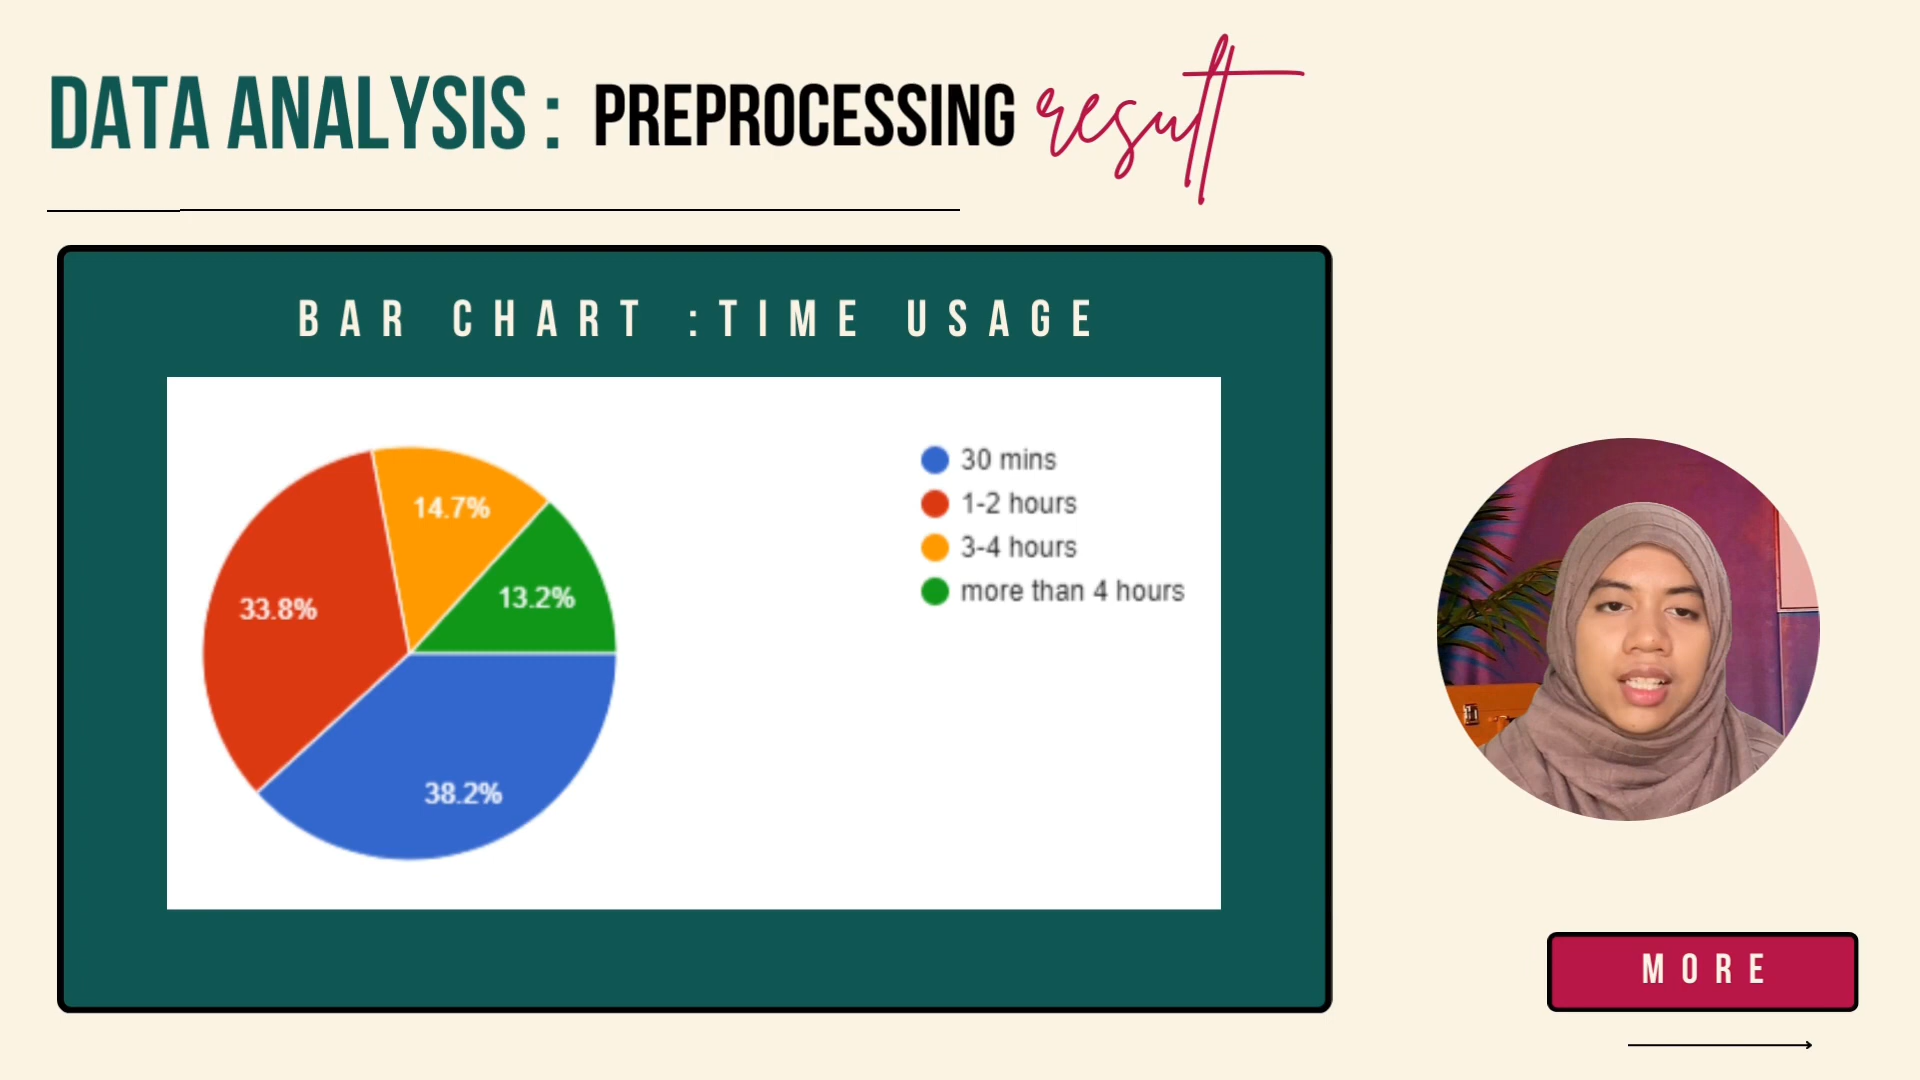 DATA ANALYSIS : PREPROCESSING result
BAR CHART :TIME USAGE
30 mins
1-2 hours
3-4 hours
more than 4 hours
14.7%
13.2%
33.8%
38.2%
MORE